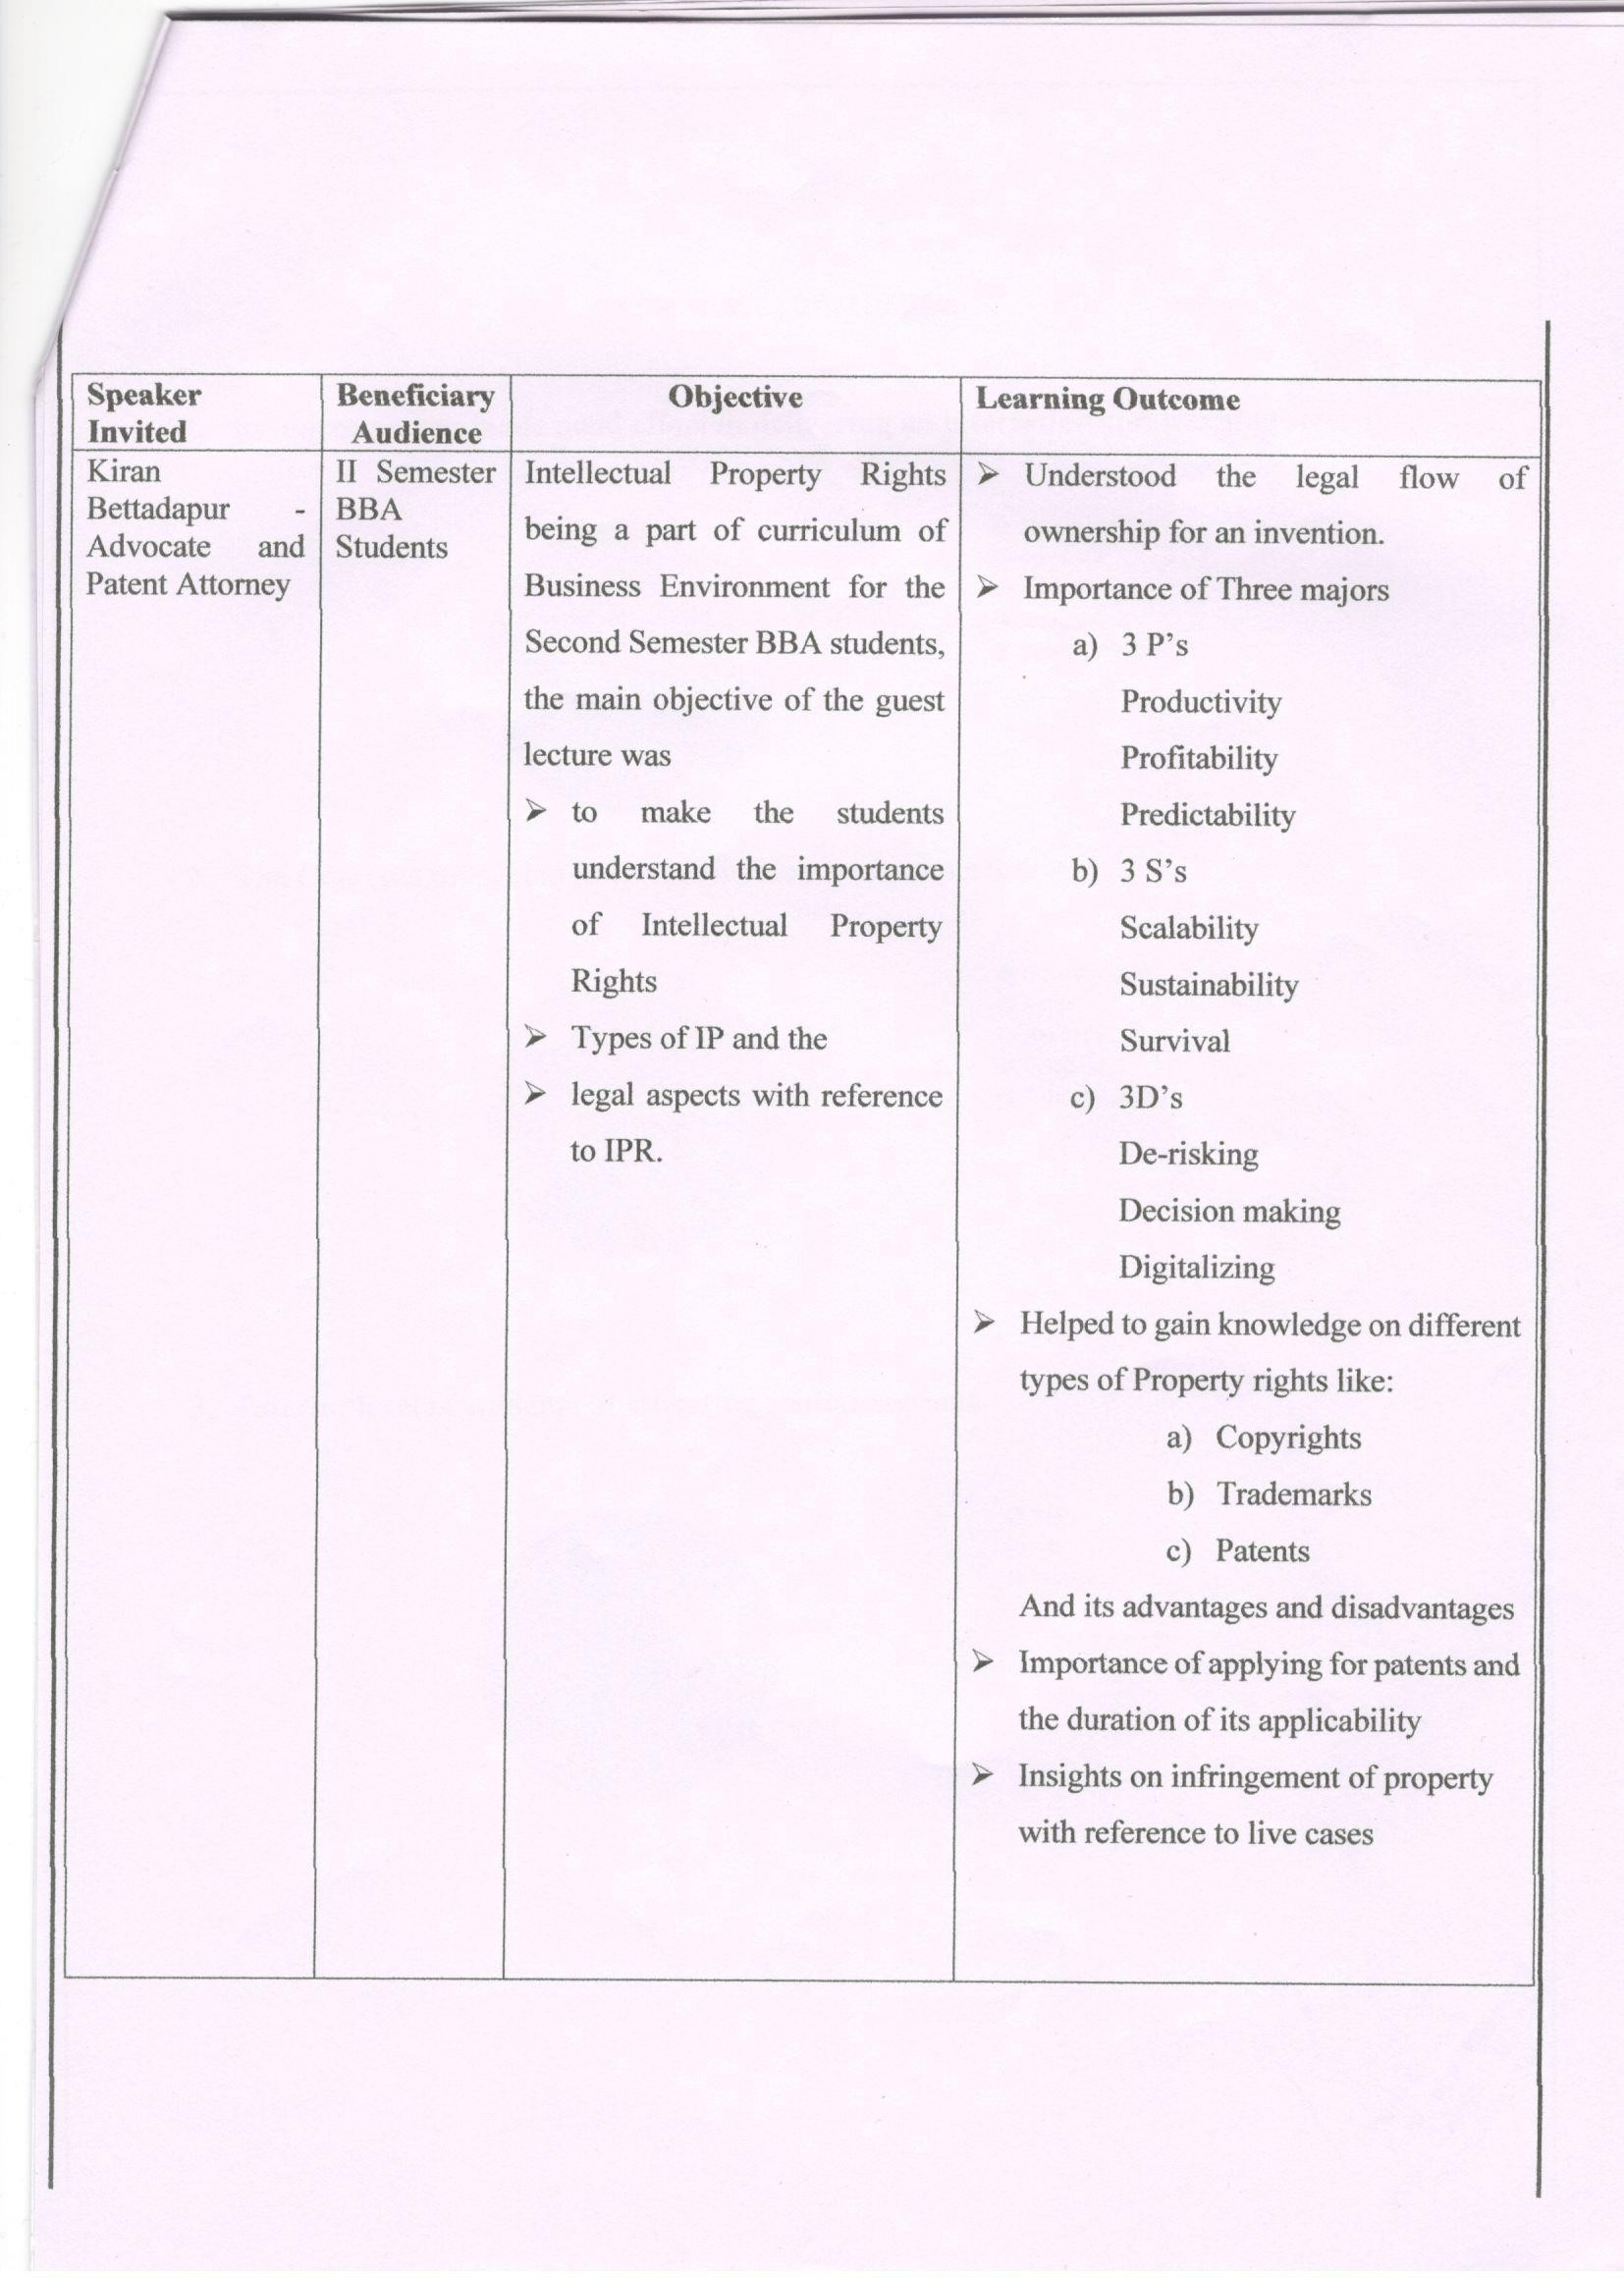 Speaker
Invited
Beneficiary
Audience
Objective
Learning Outcome
Kiran
Bettadapur -
Advocate and
Patent Attorney
II Semester
BBA
Students
Intellectual Property Rights
being a part of curriculum of
Business Environment for the
Second Semester BBA students,
the main objective of the guest
lecture was
➢ to make the students
understand the importance
of Intellectual Property
Rights
➢ Types of IP and the
➢ legal aspects with reference
to IPR.
➢ Understood the legal flow of
ownership for an invention.
➢ Importance of Three majors
a) 3 P's
Productivity
Profitability
Predictability
b) 3 S's
Scalability
Sustainability
Survival
c) 3D's
De-risking
Decision making
Digitalizing
➢ Helped to gain knowledge on different
types of Property rights like:
a) Copyrights
b) Trademarks
c) Patents
And its advantages and disadvantages
➢ Importance of applying for patents and
the duration of its applicability
➢ Insights on infringement of property
with reference to live cases